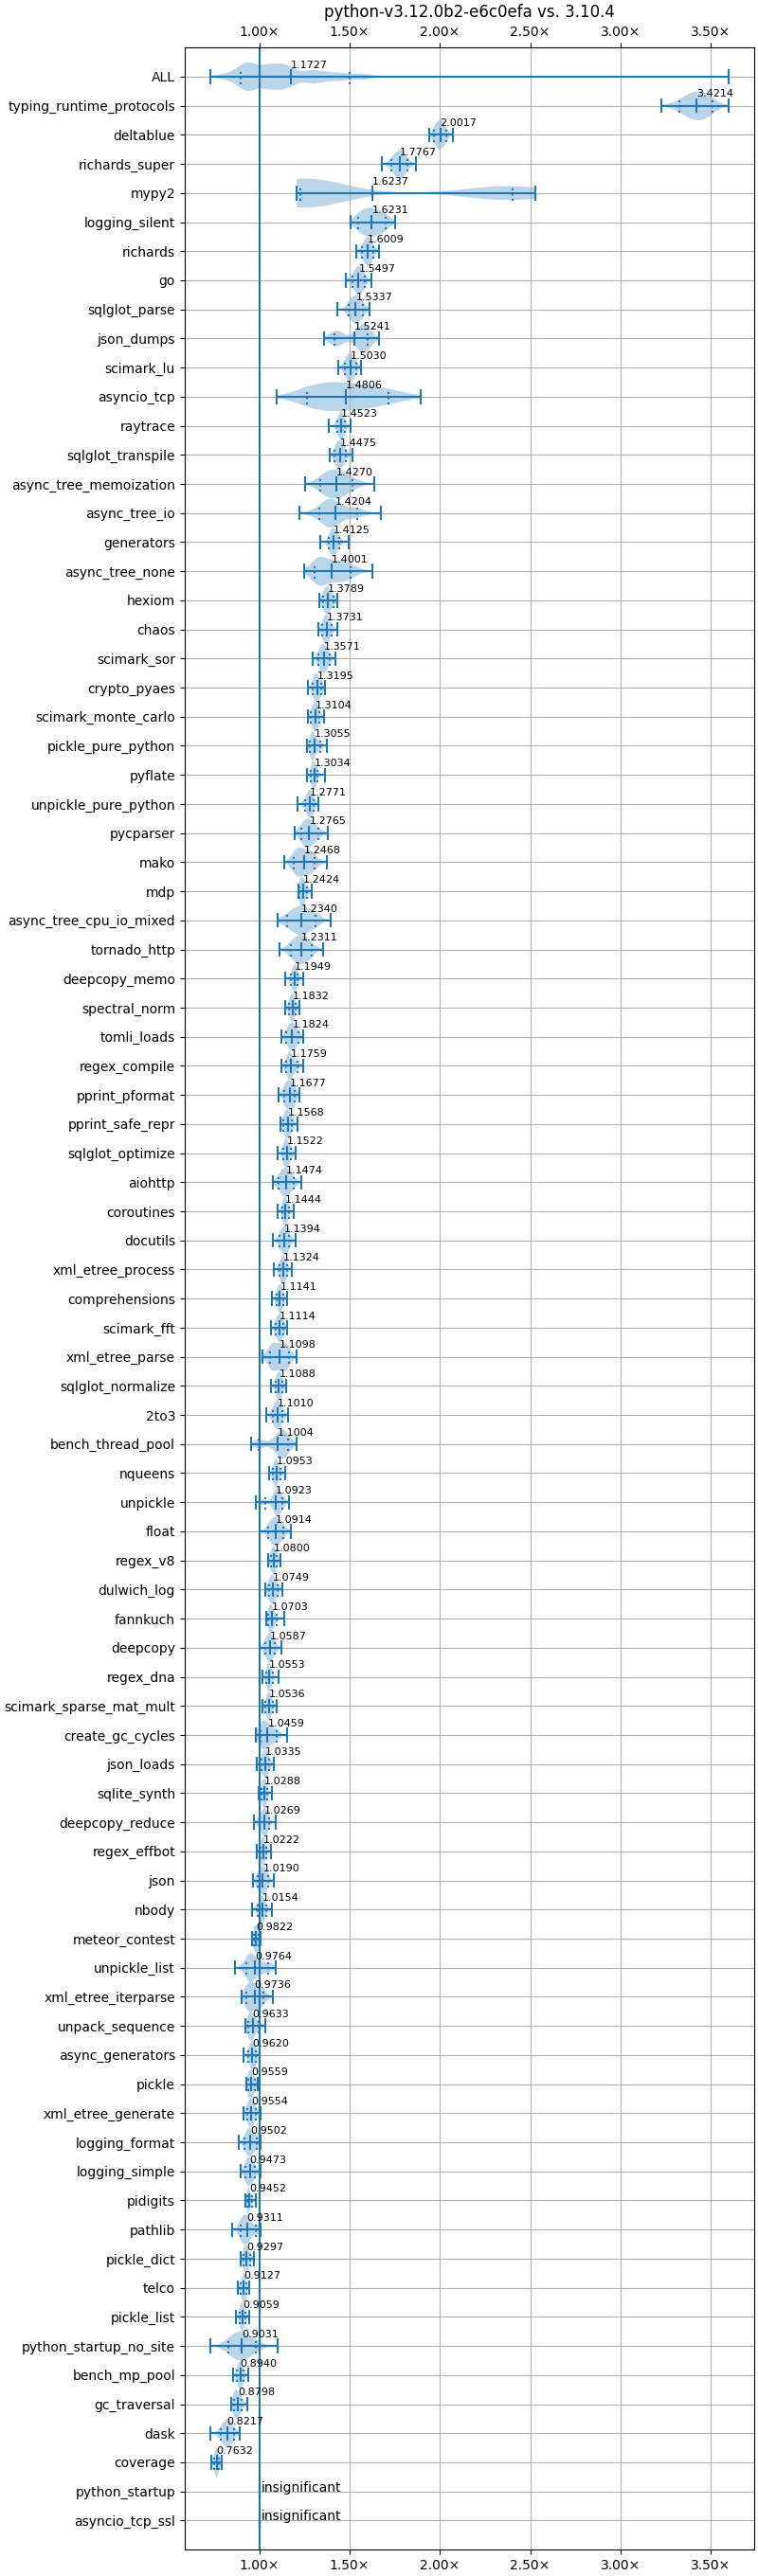 python-v3.12.0b2-e6c0efa vs. 3.10.4
1.00× 1.50× 2.00× 2.50× 3.00× 3.50×
ALL 1.1727
typing_runtime_protocols 3.4214
deltablue 2.0017
richards_super 1.7767
mypy2 1.6237
logging_silent 1.6231
richards 1.6009
go 1.5497
sqlglot_parse 1.5337
json_dumps 1.5241
scimark_lu 1.5030
asyncio_tcp 1.4806
raytrace 1.4523
sqlglot_transpile 1.4475
async_tree_memoization 1.4270
async_tree_io 1.4204
generators 1.4125
async_tree_none 1.4001
hexiom 1.3789
chaos 1.3731
scimark_sor 1.3571
crypto_pyaes 1.3195
scimark_monte_carlo 1.3104
pickle_pure_python 1.3055
pyflate 1.3034
unpickle_pure_python 1.2771
pycparser 1.2765
mako 1.2468
mdp 1.2424
async_tree_cpu_io_mixed 1.2340
tornado_http 1.2311
deepcopy_memo 1.1949
spectral_norm 1.1832
tomli_loads 1.1824
regex_compile 1.1759
pprint_pformat 1.1677
pprint_safe_repr 1.1568
sqlglot_optimize 1.1522
aiohttp 1.1474
coroutines 1.1444
docutils 1.1394
xml_etree_process 1.1324
comprehensions 1.1141
scimark_fft 1.1114
xml_etree_parse 1.1098
sqlglot_normalize 1.1088
2to3 1.1010
bench_thread_pool 1.1004
nqueens 1.0953
unpickle 1.0923
float 1.0914
regex_v8 1.0800
dulwich_log 1.0749
fannkuch 1.0703
deepcopy 1.0587
regex_dna 1.0553
scimark_sparse_mat_mult 1.0536
create_gc_cycles 1.0459
json_loads 1.0335
sqlite_synth 1.0288
deepcopy_reduce 1.0269
regex_effbot 1.0222
json 1.0190
nbody 1.0154
meteor_contest 0.9822
unpickle_list 0.9764
xml_etree_iterparse 0.9736
unpack_sequence 0.9633
async_generators 0.9620
pickle 0.9559
xml_etree_generate 0.9554
logging_format 0.9502
logging_simple 0.9473
pidigits 0.9452
pathlib 0.9311
pickle_dict 0.9297
telco 0.9127
pickle_list 0.9059
python_startup_no_site 0.9031
bench_mp_pool 0.8940
gc_traversal 0.8798
dask 0.8217
coverage 0.7632
python_startup insignificant
asyncio_tcp_ssl insignificant
1.00× 1.50× 2.00× 2.50× 3.00× 3.50×